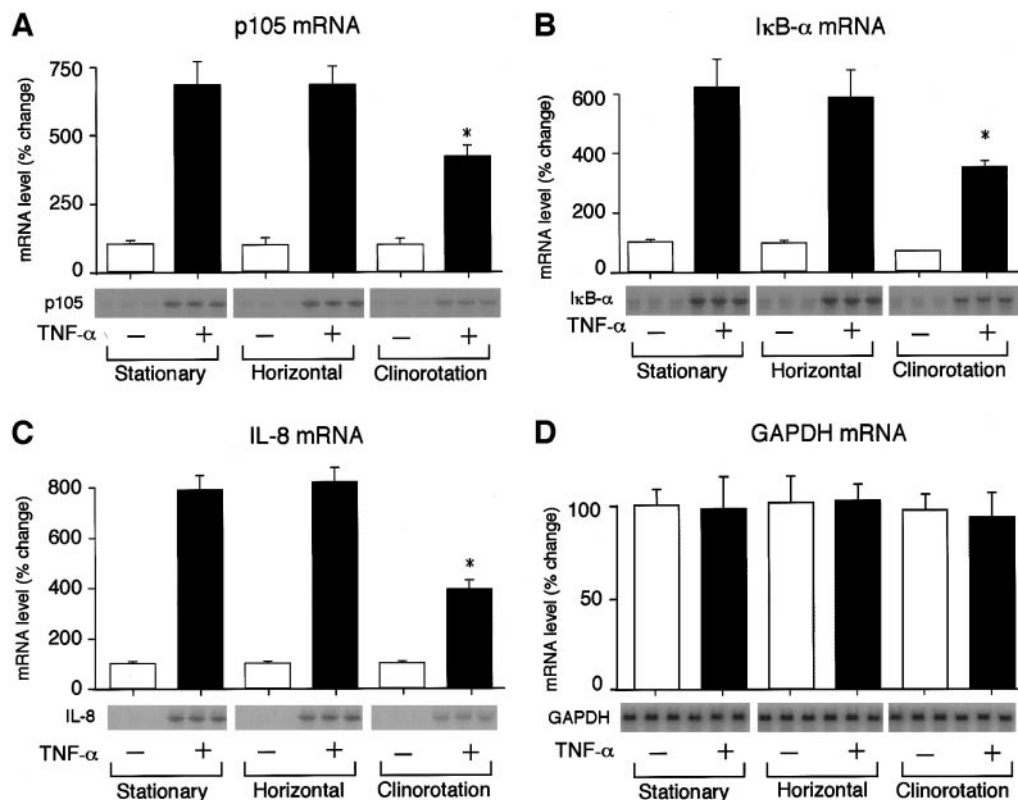 A
p105 mRNA
mRNA level (% change)
750
500
250
0
*
p105
TNF-α − + − + − +
Stationary Horizontal Clinorotation
B
IκB-α mRNA
mRNA level (% change)
600
400
200
0
*
IκB-α
TNF-α − + − + − +
Stationary Horizontal Clinorotation
C
IL-8 mRNA
mRNA level (% change)
800
600
400
200
0
*
IL-8
TNF-α − + − + − +
Stationary Horizontal Clinorotation
D
GAPDH mRNA
mRNA level (% change)
100
50
0
GAPDH
TNF-α − + − + − +
Stationary Horizontal Clinorotation